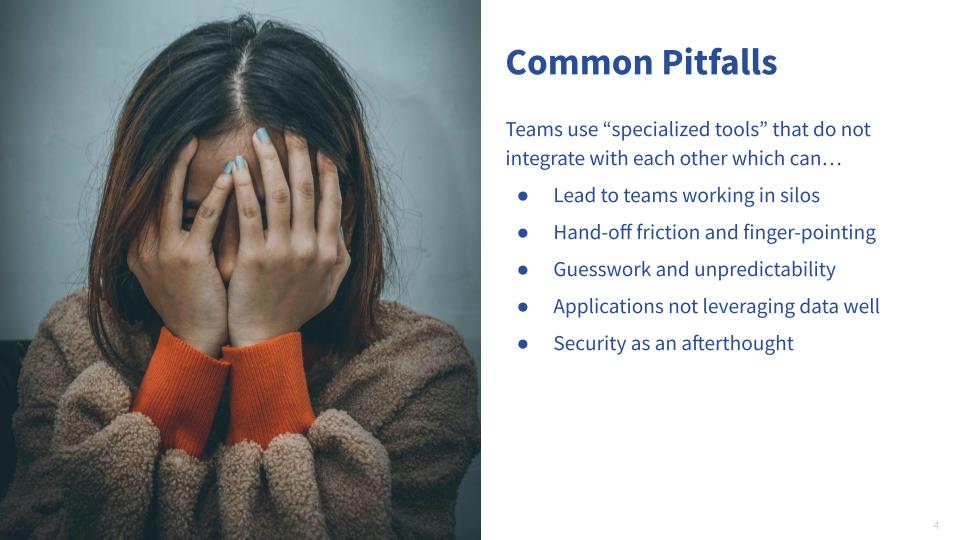 Common Pitfalls
Teams use “specialized tools” that do not
integrate with each other which can…
● Lead to teams working in silos
● Hand-off friction and finger-pointing
● Guesswork and unpredictability
● Applications not leveraging data well
● Security as an afterthought
4